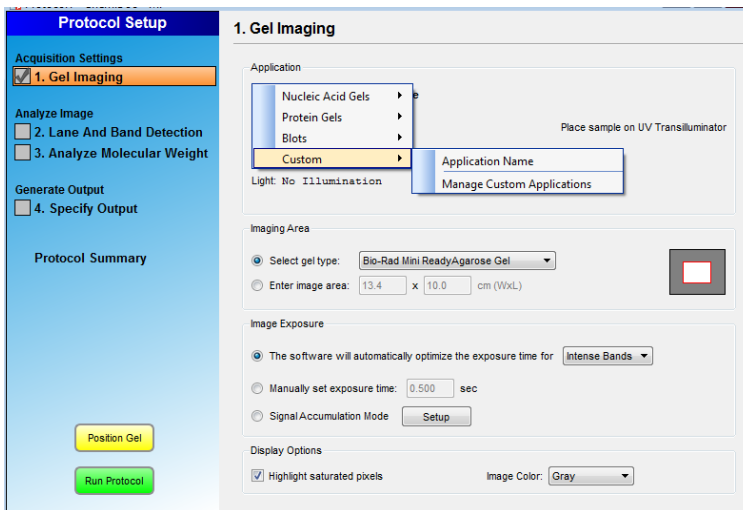 Protocol Setup
Acquisition Settings
1. Gel Imaging
Analyze Image
2. Lane And Band Detection
3. Analyze Molecular Weight
Generate Output
4. Specify Output
Protocol Summary
Position Gel
Run Protocol
1. Gel Imaging
Application
Nucleic Acid Gels
Protein Gels
Blots
Custom
Application Name
Manage Custom Applications
Place sample on UV Transilluminator
Light: No Illumination
Imaging Area
Select gel type: Bio-Rad Mini ReadyAgarose Gel
Enter image area: 13.4 x 10.0 cm (WxL)
Image Exposure
The software will automatically optimize the exposure time for Intense Bands
Manually set exposure time: 0.500 sec
Signal Accumulation Mode Setup
Display Options
Highlight saturated pixels Image Color: Gray